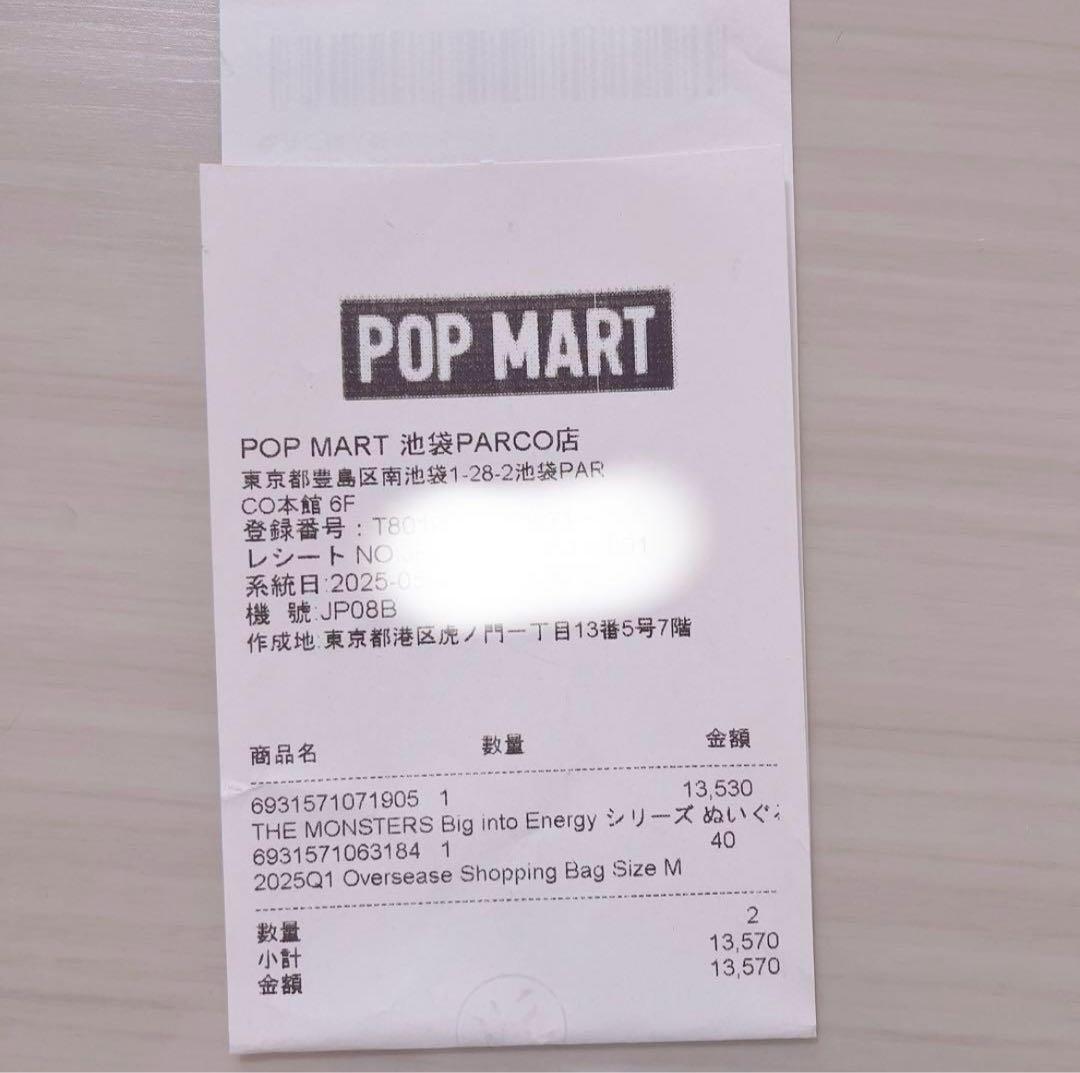 POP MART
POP MART 池袋PARCO店
東京都豊島区南池袋1-28-2池袋PAR
CO本館 6F
登録番号：T80
レシート NO
系統日:2025-0
機 號:JP08B
作成地:東京都港区虎ノ門一丁目13番5号7階
商品名 數量 金額
6931571071905 1 13,530
THE MONSTERS Big into Energy シリーズ ぬいぐ
6931571063184 1 40
2025Q1 Oversease Shopping Bag Size M
數量 2
小計 13,570
金額 13,570